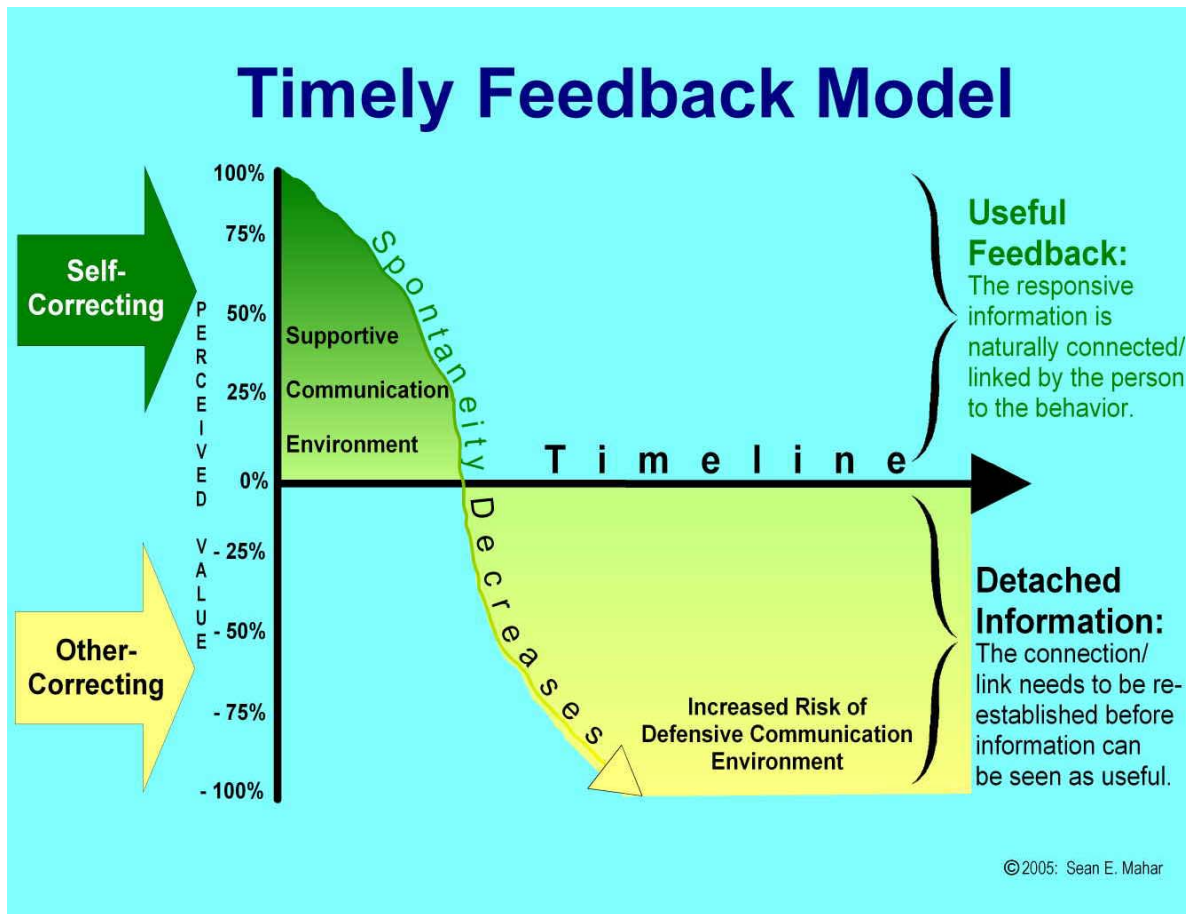 Timely Feedback Model
100%
75%
50%
25%
0%
- 25%
- 50%
- 75%
- 100%
PERCEIVED VALUE
Self-
Correcting
Other-
Correcting
Supportive
Communication
Environment
Spontaneity Decreases
Timeline
Useful
Feedback:
The responsive
information is
naturally connected/
linked by the person
to the behavior.
Increased Risk of
Defensive Communication
Environment
Detached
Information:
The connection/
link needs to be re-
established before
information can
be seen as useful.
©2005: Sean E. Mahar